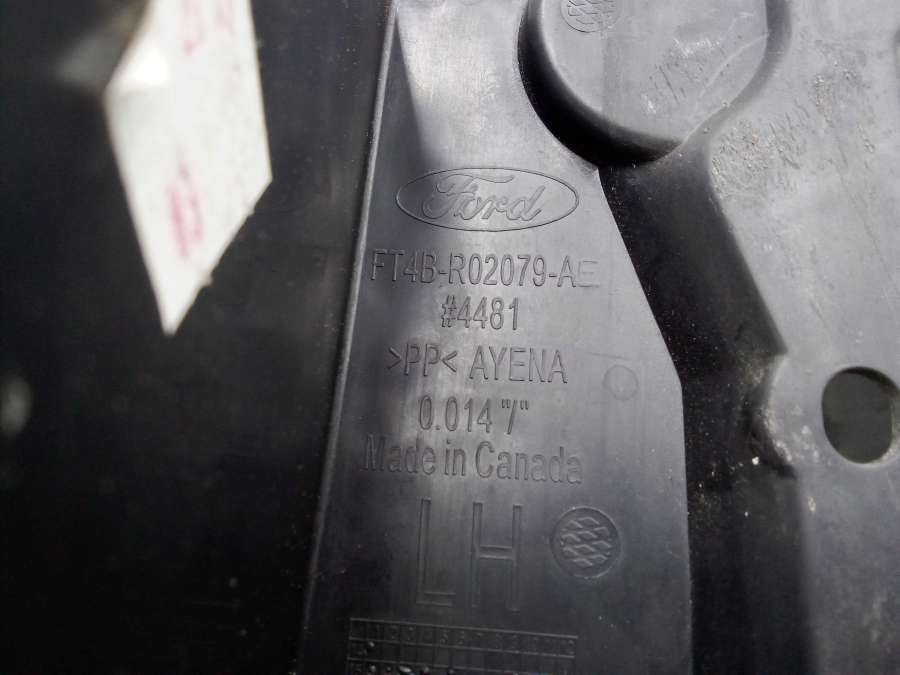 Ford
FT4B-R02079-AE
#4481
>PP< AYENA
0.014 "/"
Made in Canada
LH